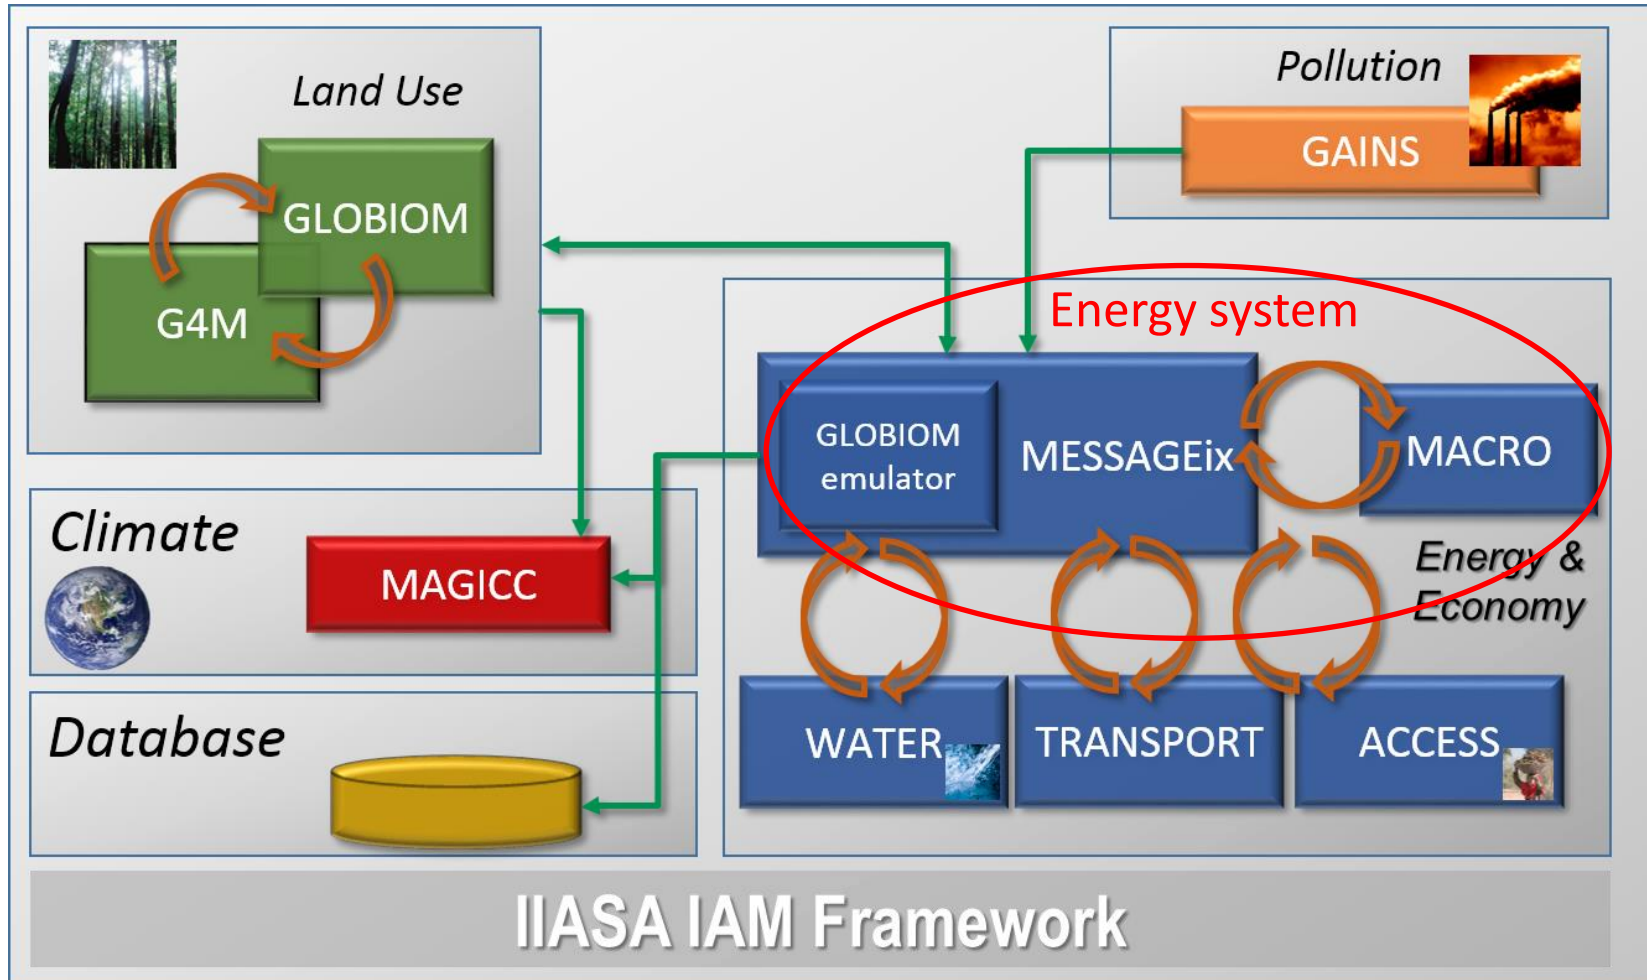 Land Use
GLOBIOM
G4M
Pollution
GAINS
Energy system
GLOBIOM
emulator
MESSAGEix
MACRO
Energy &
Economy
Climate
MAGICC
Database
WATER
TRANSPORT
ACCESS
IIASA IAM Framework